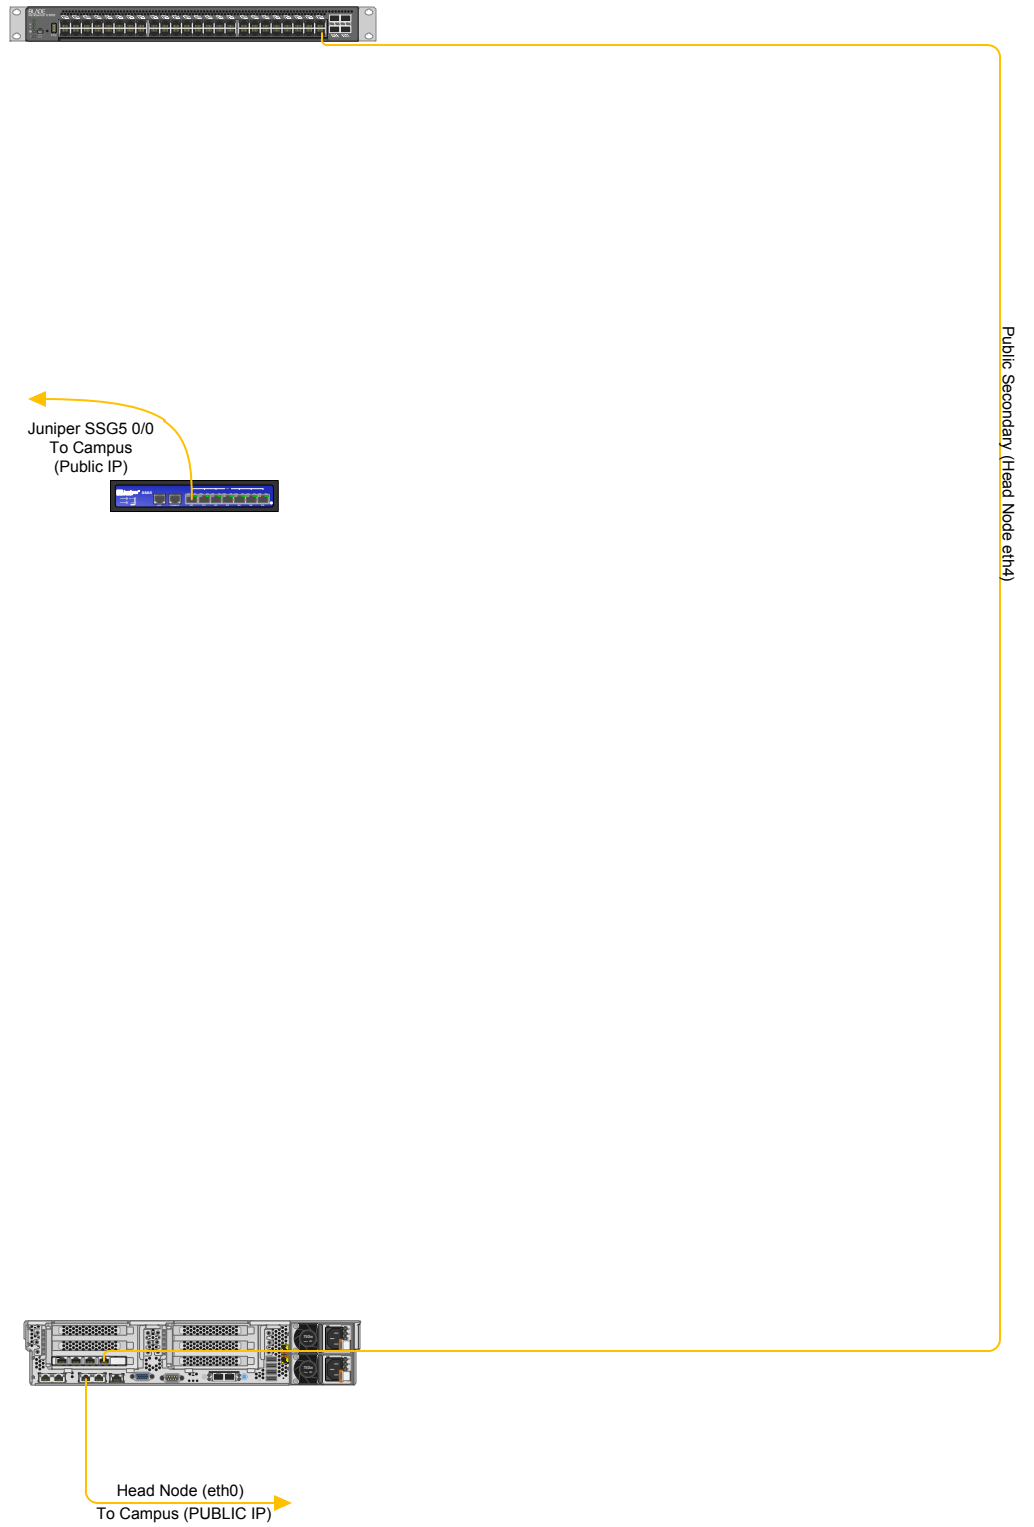 BLADE
Public Secondary (Head Node eth4)
Juniper SSG5 0/0
To Campus
(Public IP)
Head Node (eth0)
To Campus (PUBLIC IP)